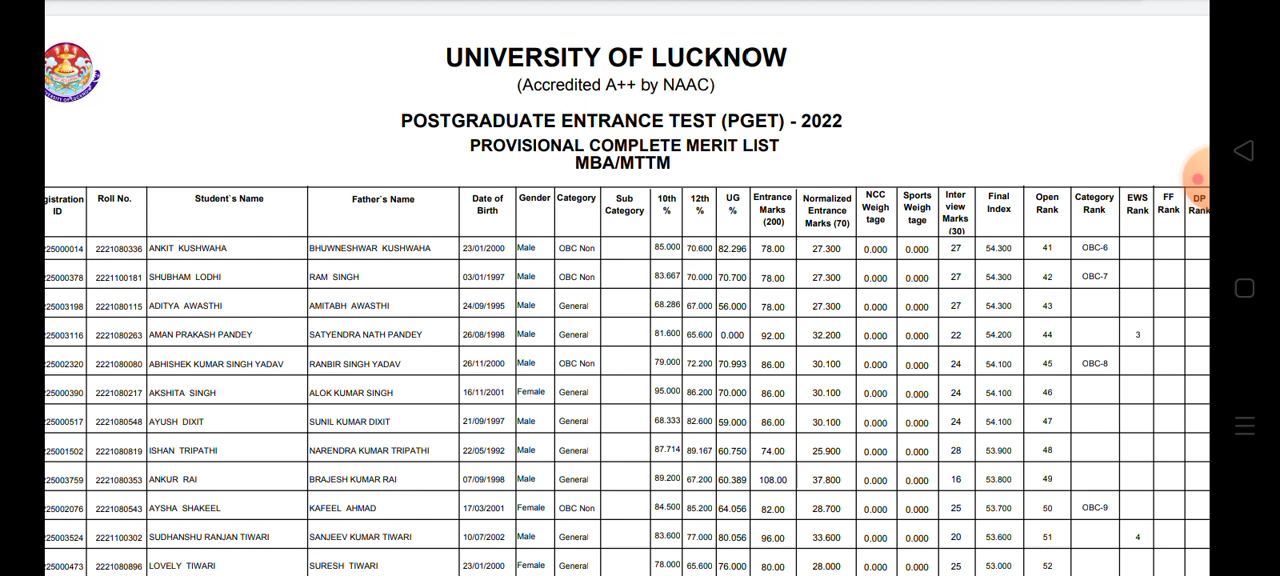 UNIVERSITY OF LUCKNOW
(Accredited A++ by NAAC)
POSTGRADUATE ENTRANCE TEST (PGET) - 2022
PROVISIONAL COMPLETE MERIT LIST
MBA/MTTM
gistration ID Roll No. Student`s Name Father`s Name Date of Birth Gender Category Sub Category 10th % 12th % UG % Entrance Marks (200) Normalized Entrance Marks (70) NCC Weigh tage Sports Weigh tage Inter view Marks (30) Final Index Open Rank Category Rank EWS Rank FF Rank DP Rank
25000014 2221080336 ANKIT KUSHWAHA BHUWNESHWAR KUSHWAHA 23/01/2000 Male OBC Non 85.000 70.600 82.296 78.00 27.300 0.000 0.000 27 54.300 41 OBC-6
25000378 2221100181 SHUBHAM LODHI RAM SINGH 03/01/1997 Male OBC Non 83.667 70.000 70.700 78.00 27.300 0.000 0.000 27 54.300 42 OBC-7
25003198 2221080115 ADITYA AWASTHI AMITABH AWASTHI 24/09/1995 Male General 68.286 67.000 56.000 78.00 27.300 0.000 0.000 27 54.300 43
25003116 2221080263 AMAN PRAKASH PANDEY SATYENDRA NATH PANDEY 26/08/1998 Male General 81.600 65.600 0.000 92.00 32.200 0.000 0.000 22 54.200 44 3
25002320 2221080080 ABHISHEK KUMAR SINGH YADAV RANBIR SINGH YADAV 26/11/2000 Male OBC Non 79.000 72.200 70.993 86.00 30.100 0.000 0.000 24 54.100 45 OBC-8
25000390 2221080217 AKSHITA SINGH ALOK KUMAR SINGH 16/11/2001 Female General 95.000 86.200 70.000 86.00 30.100 0.000 0.000 24 54.100 46
25000517 2221080548 AYUSH DIXIT SUNIL KUMAR DIXIT 21/09/1997 Male General 68.333 82.600 59.000 86.00 30.100 0.000 0.000 24 54.100 47
25001502 2221080819 ISHAN TRIPATHI NARENDRA KUMAR TRIPATHI 22/05/1992 Male General 87.714 89.167 60.750 74.00 25.900 0.000 0.000 28 53.900 48
25003759 2221080353 ANKUR RAI BRAJESH KUMAR RAI 07/09/1998 Male General 89.200 67.200 60.389 108.00 37.800 0.000 0.000 16 53.800 49
25002076 2221080543 AYSHA SHAKEEL KAFEEL AHMAD 17/03/2001 Female OBC Non 84.500 85.200 64.056 82.00 28.700 0.000 0.000 25 53.700 50 OBC-9
25003524 2221100302 SUDHANSHU RANJAN TIWARI SANJEEV KUMAR TIWARI 10/07/2002 Male General 83.600 77.000 80.056 96.00 33.600 0.000 0.000 20 53.600 51 4
25000473 2221080896 LOVELY TIWARI SURESH TIWARI 23/01/2000 Female General 78.000 65.600 76.000 80.00 28.000 0.000 0.000 25 53.000 52